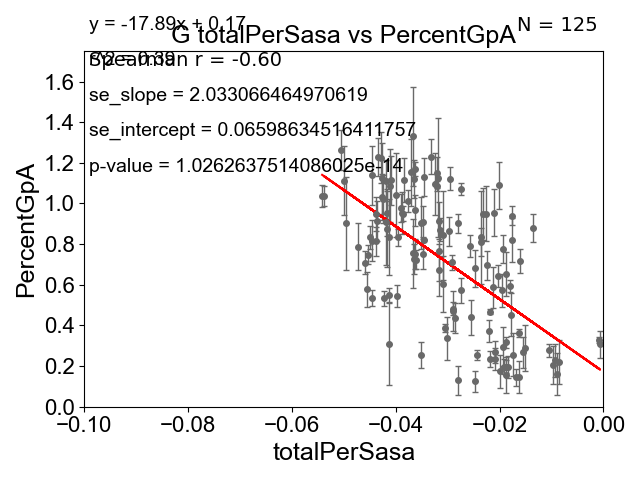 y = -17.89x + 0.17
N = 125
G totalPerSasa vs PercentGpA
Spearman r = -0.60
se_slope = 2.033066464970619
se_intercept = 0.06598634516411757
p-value = 1.0262637514086025e-14
PercentGpA
1.6
1.4
1.2
1.0
0.8
0.6
0.4
0.2
0.0
−0.10 −0.08 −0.06 −0.04 −0.02 0.00
totalPerSasa